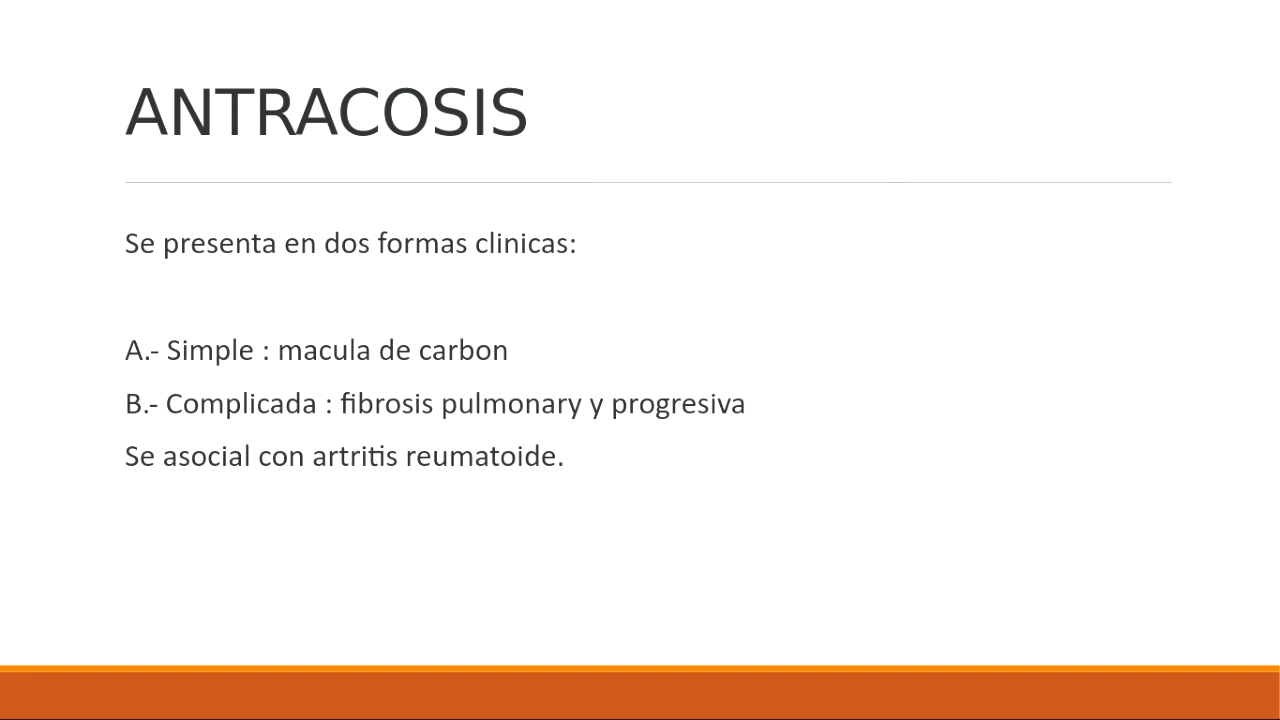 ANTRACOSIS
Se presenta en dos formas clinicas:
A.- Simple : macula de carbon
B.- Complicada : fibrosis pulmonary y progresiva
Se asocial con artritis reumatoide.